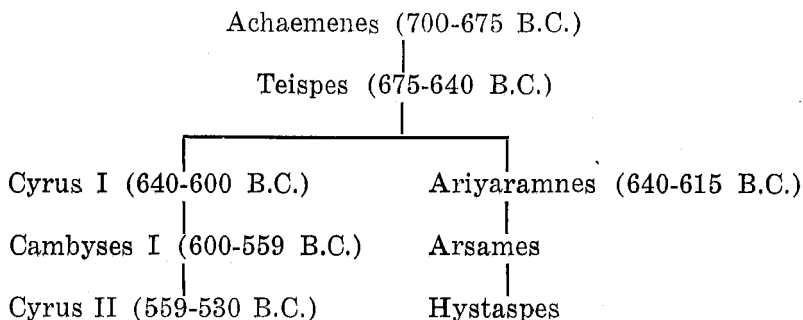 Achaemenes (700-675 B.C.)
Teispes (675-640 B.C.)
Cyrus I (640-600 B.C.) Ariyaramnes (640-615 B.C.)
Cambyses I (600-559 B.C.) Arsames
Cyrus II (559-530 B.C.) Hystaspes